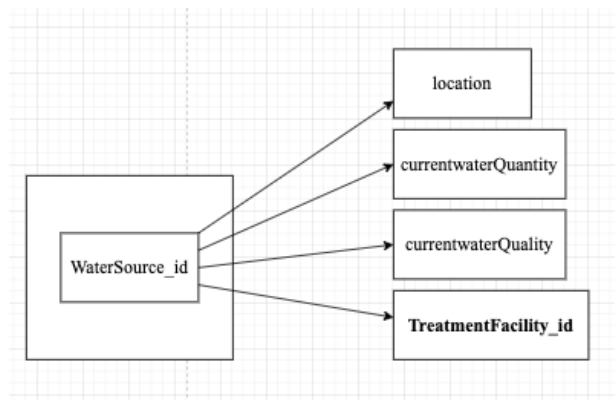 location
currentwaterQuantity
currentwaterQuality
WaterSource_id
TreatmentFacility_id